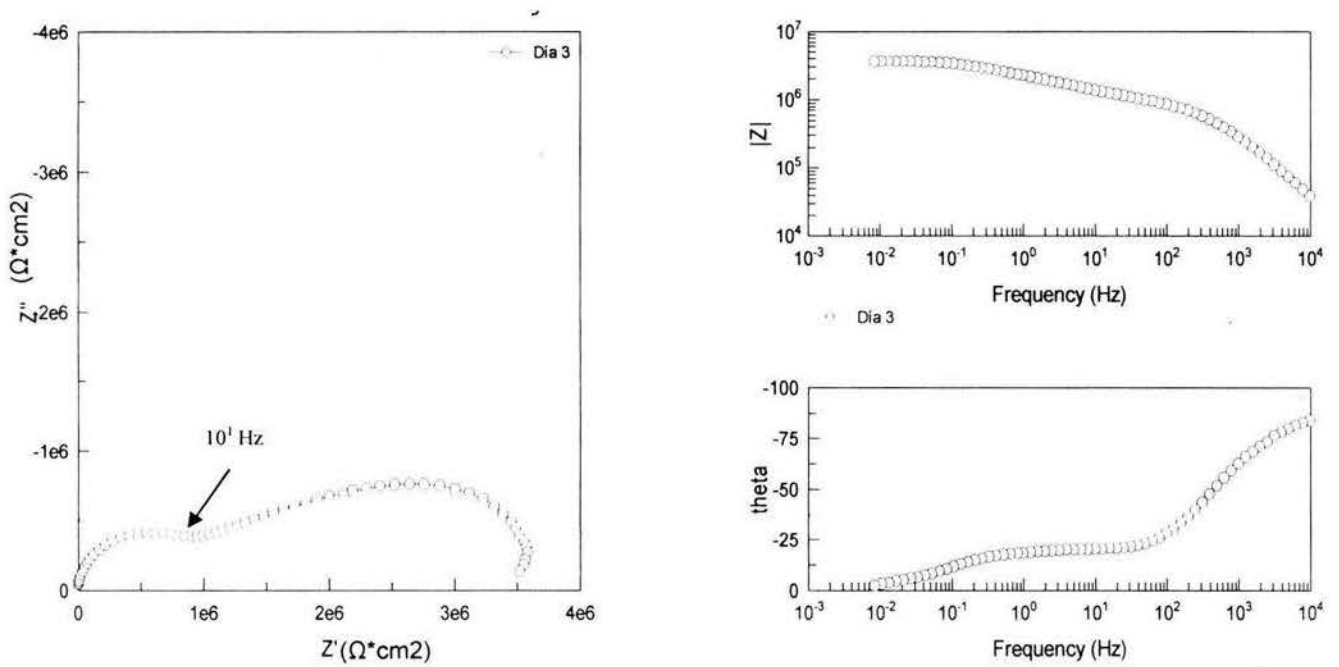 -4e6
Dia 3
-3e6
Z'' (Ω*cm2)
-2e6
-1e6
10¹ Hz
0
0
1e6
2e6
3e6
4e6
Z' (Ω*cm2)
10⁷
10⁶
|Z|
10⁵
10⁴
10⁻³
10⁻²
10⁻¹
10⁰
10¹
10²
10³
10⁴
Frequency (Hz)
Dia 3
-100
-75
theta
-50
-25
0
10⁻³
10⁻²
10⁻¹
10⁰
10¹
10²
10³
10⁴
Frequency (Hz)